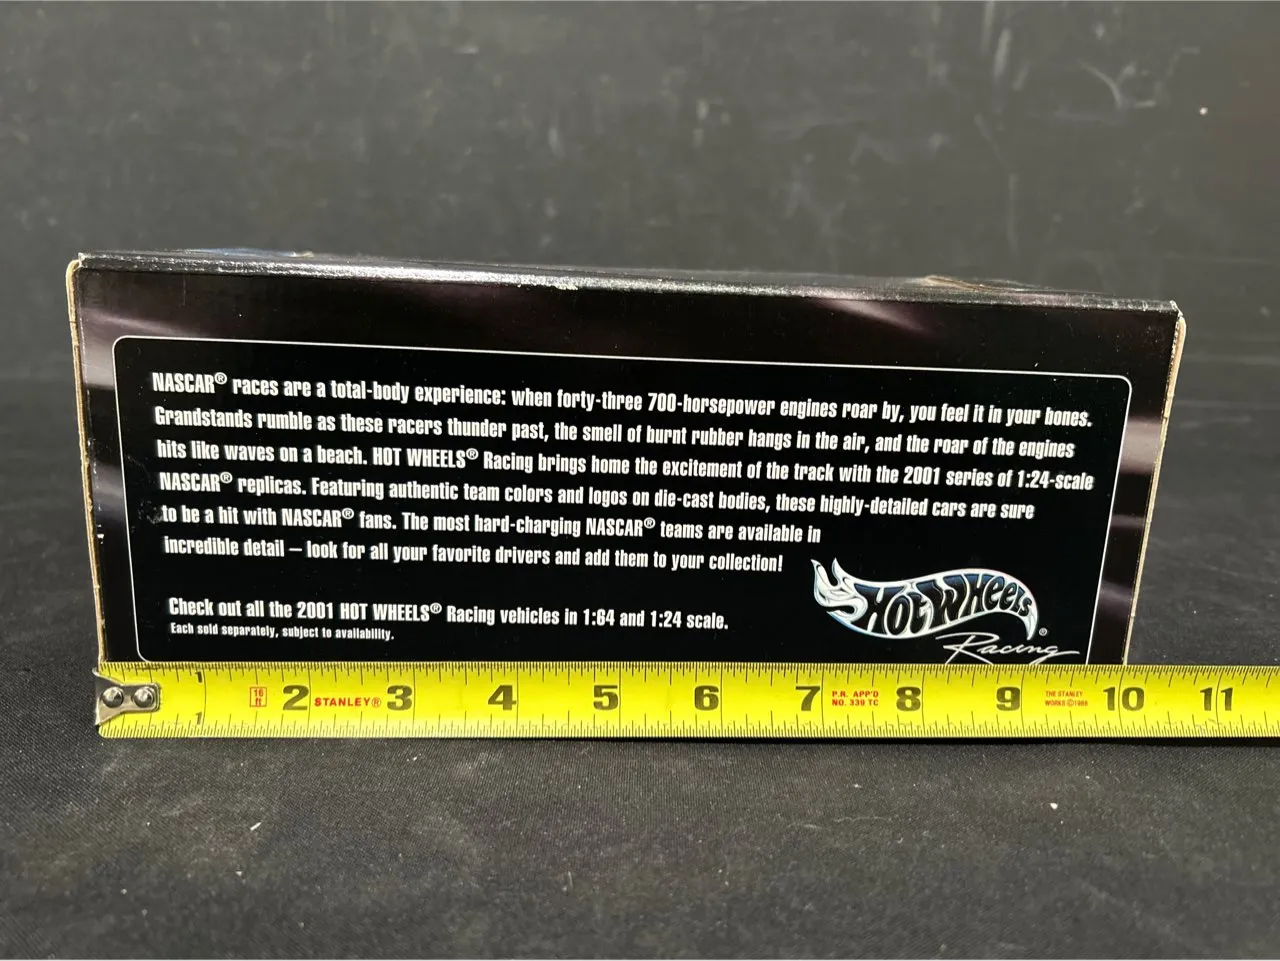 NASCAR® races are a total-body experience: when forty-three 700-horsepower engines roar by, you feel it in your bones.
Grandstands rumble as these racers thunder past, the smell of burnt rubber hangs in the air, and the roar of the engines
hits like waves on a beach. HOT WHEELS® Racing brings home the excitement of the track with the 2001 series of 1:24-scale
NASCAR® replicas. Featuring authentic team colors and logos on die-cast bodies, these highly-detailed cars are sure
to be a hit with NASCAR® fans. The most hard-charging NASCAR® teams are available in
incredible detail – look for all your favorite drivers and add them to your collection!
Check out all the 2001 HOT WHEELS® Racing vehicles in 1:64 and 1:24 scale.
Each sold separately, subject to availability.
Hot Wheels®
Racing
1 16 ft 2 STANLEY® 3 4 5 6 7 P.R. APP'D 8 9 THE STANLEY 10 11
1 NO. 339 TC WORKS ©1988